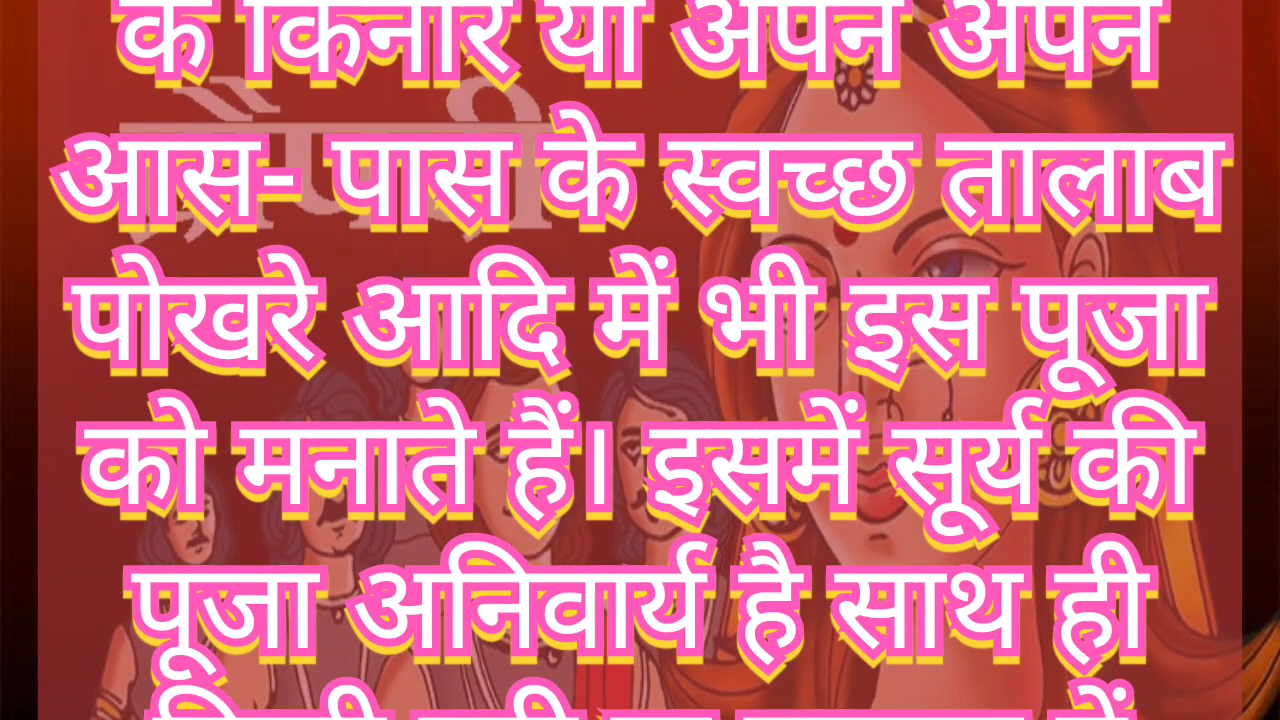 के किनारे या अपने अपने
आस- पास के स्वच्छ तालाब
पोखरे आदि में भी इस पूजा
को मनाते हैं। इसमें सूर्य की
पूजा अनिवार्य है साथ ही